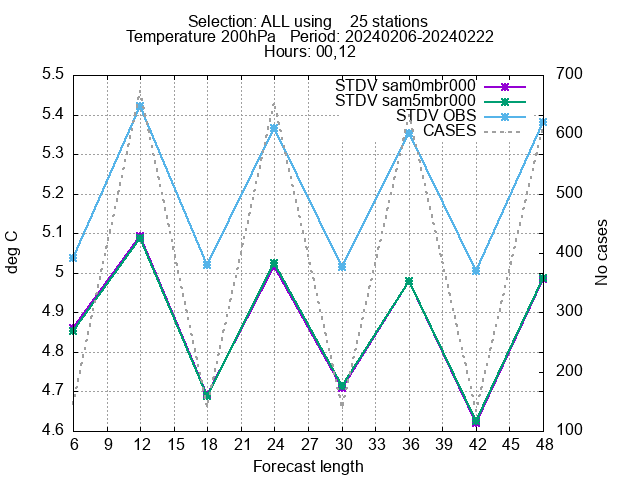 Selection: ALL using    25 stations
Temperature 200hPa   Period: 20240206-20240222
Hours: 00,12
STDV sam0mbr000
STDV sam5mbr000
STDV OBS
CASES
5.5
5.4
5.3
5.2
5.1
5
4.9
4.8
4.7
4.6
deg C
700
600
500
400
300
200
100
No cases
6 12 15 18 21 24 27 30 33 36 39 42 45 48
Forecast length